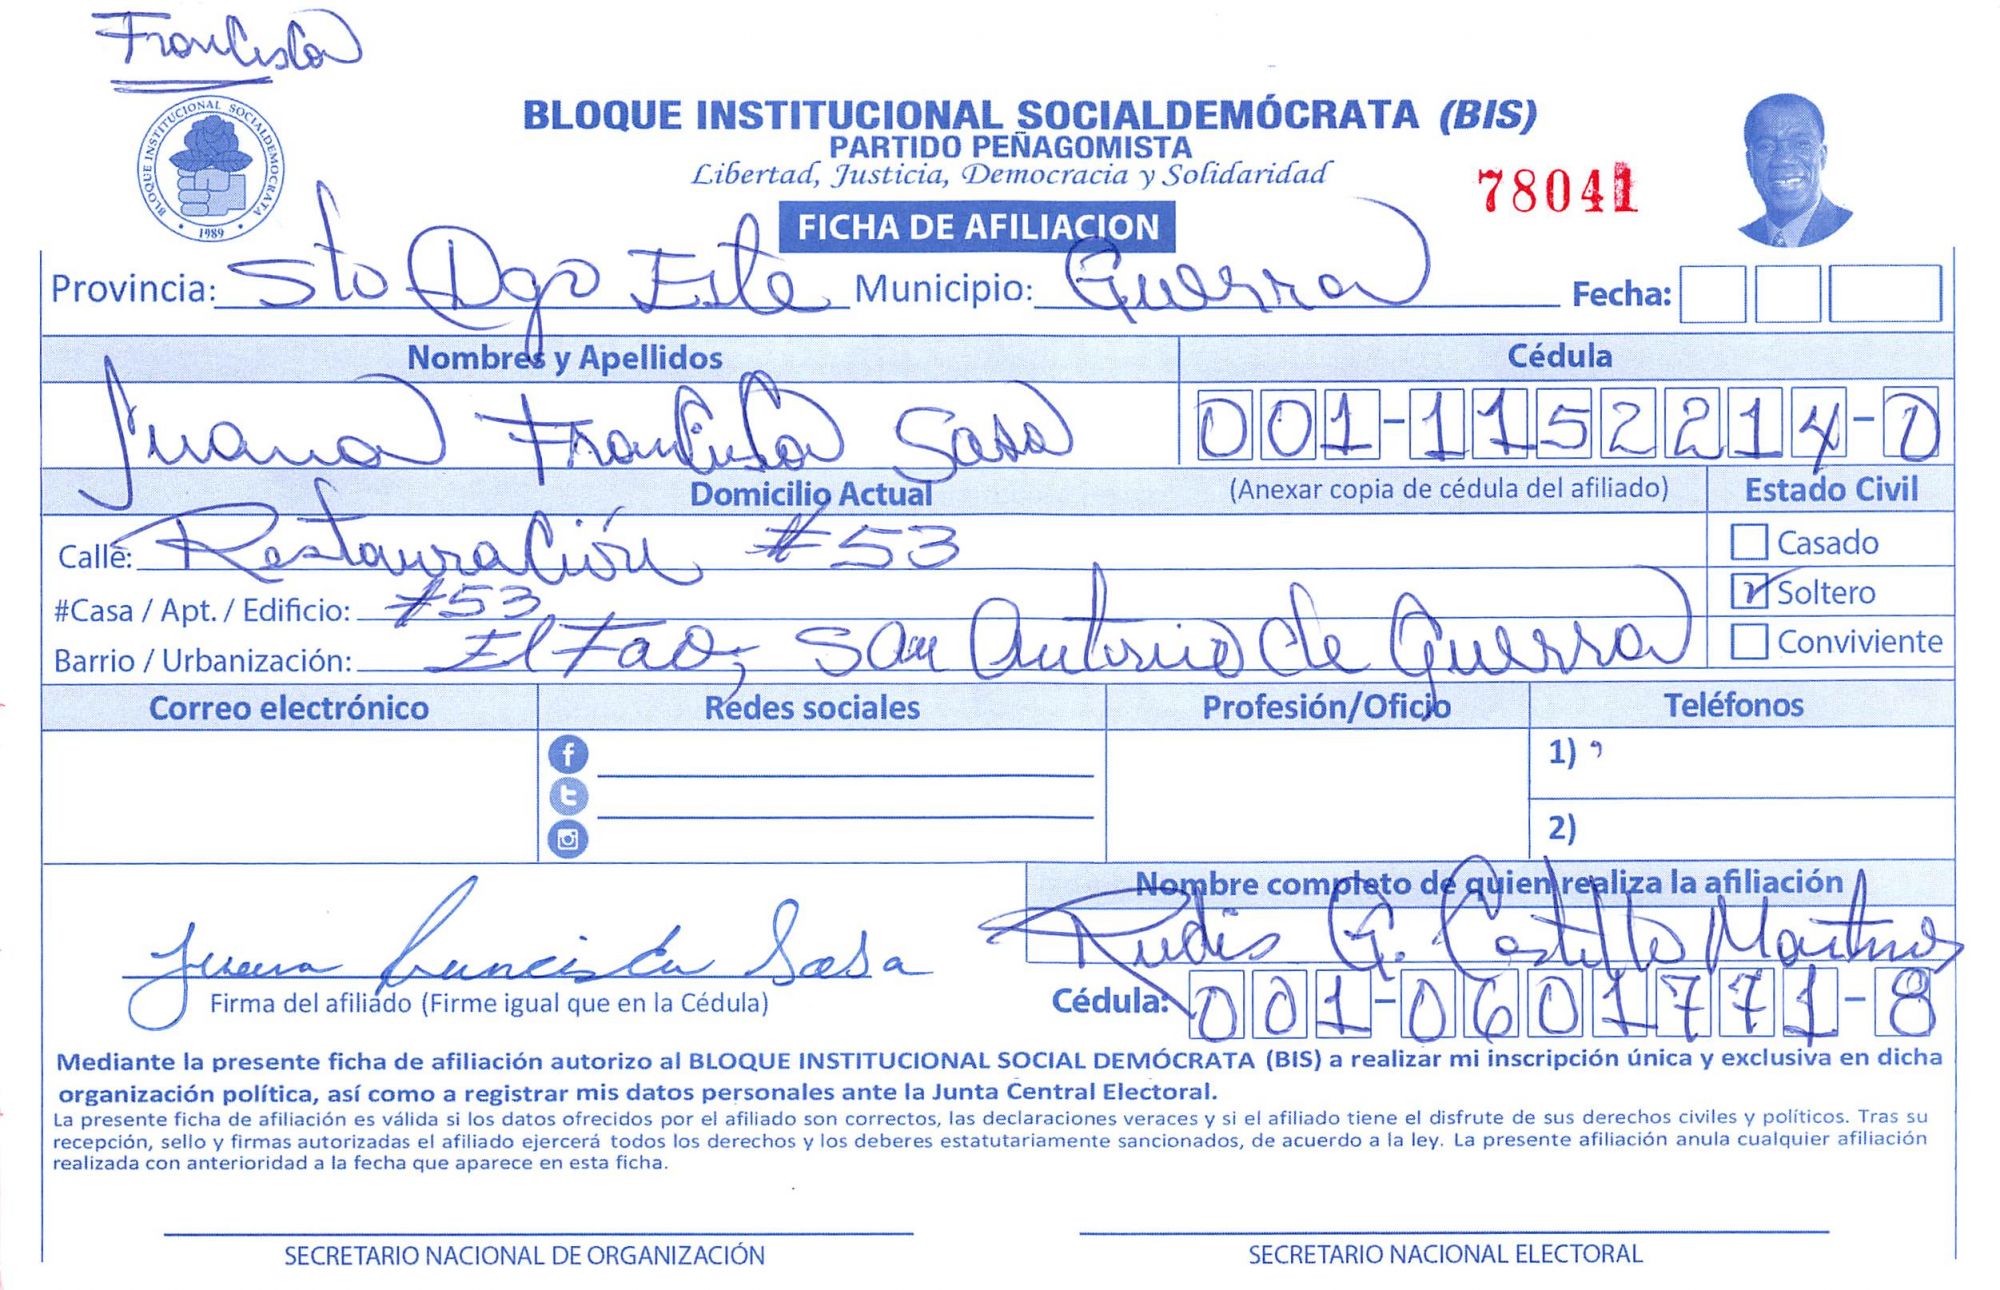 Francisca
BLOQUE INSTITUCIONAL SOCIALDEMOCRATA
1989
BLOQUE INSTITUCIONAL SOCIALDEMÓCRATA (BIS)
PARTIDO PEÑAGOMISTA
Libertad, Justicia, Democracia y Solidaridad
78041
FICHA DE AFILIACION
Provincia: Sto Dgo Este Municipio: Guerra Fecha:
Nombres y Apellidos Cédula
Juana Francisca Sosa 001-1152214-0
Domicilio Actual (Anexar copia de cédula del afiliado) Estado Civil
Calle: Restauración #53 Casado
#Casa / Apt. / Edificio: #53 Soltero
Barrio / Urbanización: El Fao, San Antonio de Guerra Conviviente
Correo electrónico Redes sociales Profesión/Oficio Teléfonos
1)
2)
Nombre completo de quien realiza la afiliación
Rudis G. Castillo Martinez
Juana Francisca Sosa
Firma del afiliado (Firme igual que en la Cédula) Cédula: 001-0601771-8
Mediante la presente ficha de afiliación autorizo al BLOQUE INSTITUCIONAL SOCIAL DEMÓCRATA (BIS) a realizar mi inscripción única y exclusiva en dicha
organización política, así como a registrar mis datos personales ante la Junta Central Electoral.
La presente ficha de afiliación es válida si los datos ofrecidos por el afiliado son correctos, las declaraciones veraces y si el afiliado tiene el disfrute de sus derechos civiles y políticos. Tras su
recepción, sello y firmas autorizadas el afiliado ejercerá todos los derechos y los deberes estatutariamente sancionados, de acuerdo a la ley. La presente afiliación anula cualquier afiliación
realizada con anterioridad a la fecha que aparece en esta ficha.
SECRETARIO NACIONAL DE ORGANIZACIÓN SECRETARIO NACIONAL ELECTORAL